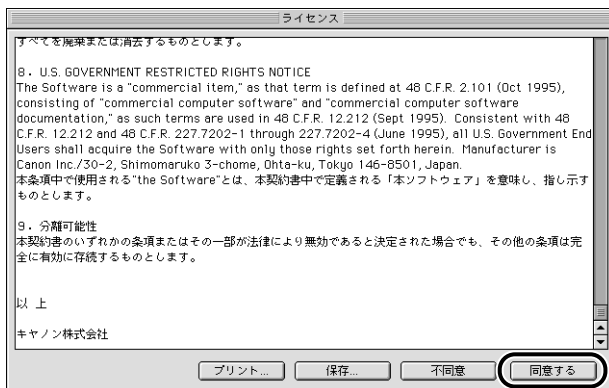 ライセンス
すべてを廃棄または消去するものとします。
8．U.S. GOVERNMENT RESTRICTED RIGHTS NOTICE
The Software is a "commercial item," as that term is defined at 48 C.F.R. 2.101 (Oct 1995),
consisting of "commercial computer software" and "commercial computer software
documentation," as such terms are used in 48 C.F.R. 12.212 (Sept 1995). Consistent with 48
C.F.R. 12.212 and 48 C.F.R. 227.7202-1 through 227.7202-4 (June 1995), all U.S. Government End
Users shall acquire the Software with only those rights set forth herein. Manufacturer is
Canon Inc./30-2, Shimomaruko 3-chome, Ohta-ku, Tokyo 146-8501, Japan.
本条項中で使用される"the Software"とは、本契約書中で定義される「本ソフトウェア」を意味し、指し示す
ものとします。
9．分離可能性
本契約書のいずれかの条項またはその一部が法律により無効であると決定された場合でも、その他の条項は完
全に有効に存続するものとします。
以 上
キヤノン株式会社
プリント... 保存... 不同意 同意する